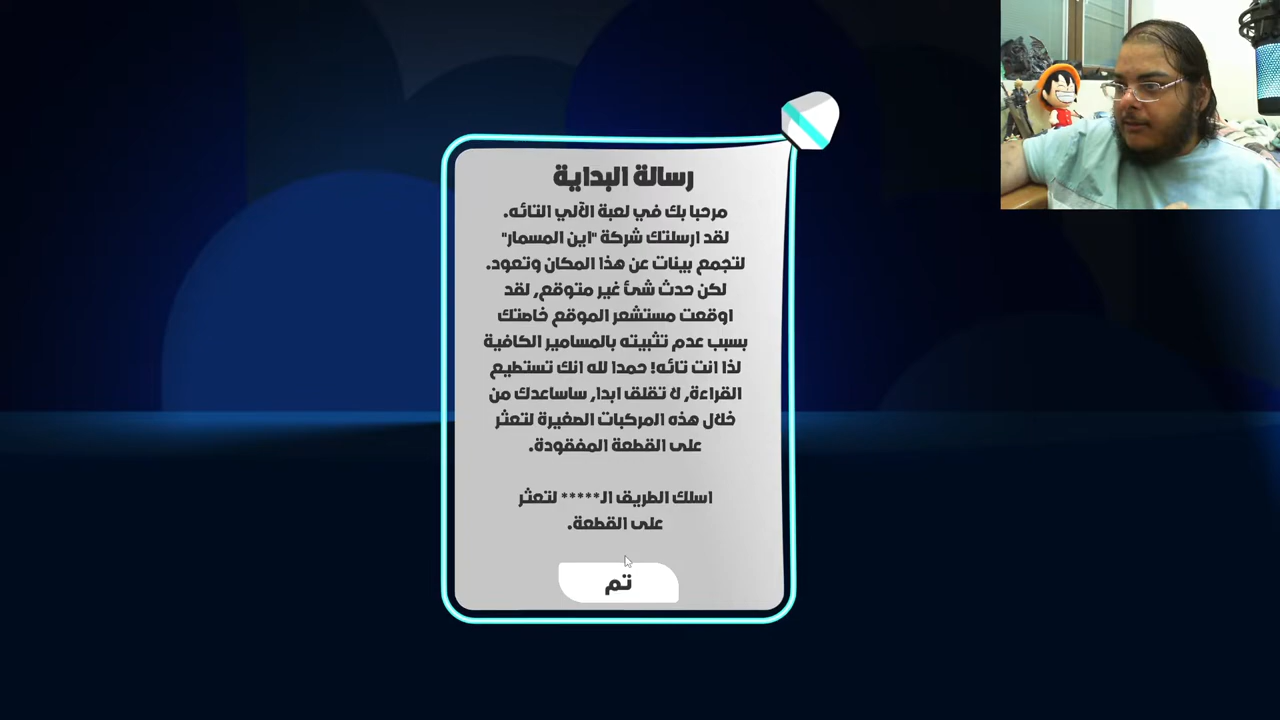 رسالة البداية
مرحبا بك في لعبة الآلي التائه.
لقد ارسلتك شركة "اين المسمار"
لتجمع بينات عن هذا المكان وتعود.
لكن حدث شئ غير متوقع, لقد
اوقعت مستشعر الموقع خاصتك
بسبب عدم تثبيته بالمسامير الكافية
لذا انت تائه! حمدا لله انك تستطيع
القراءة, لا تقلق ابدا, ساساعدك من
خلال هذه المركبات الصغيرة لتعثر
على القطعة المفقودة.
اسلك الطريق الـ***** لتعثر
على القطعة.
تم